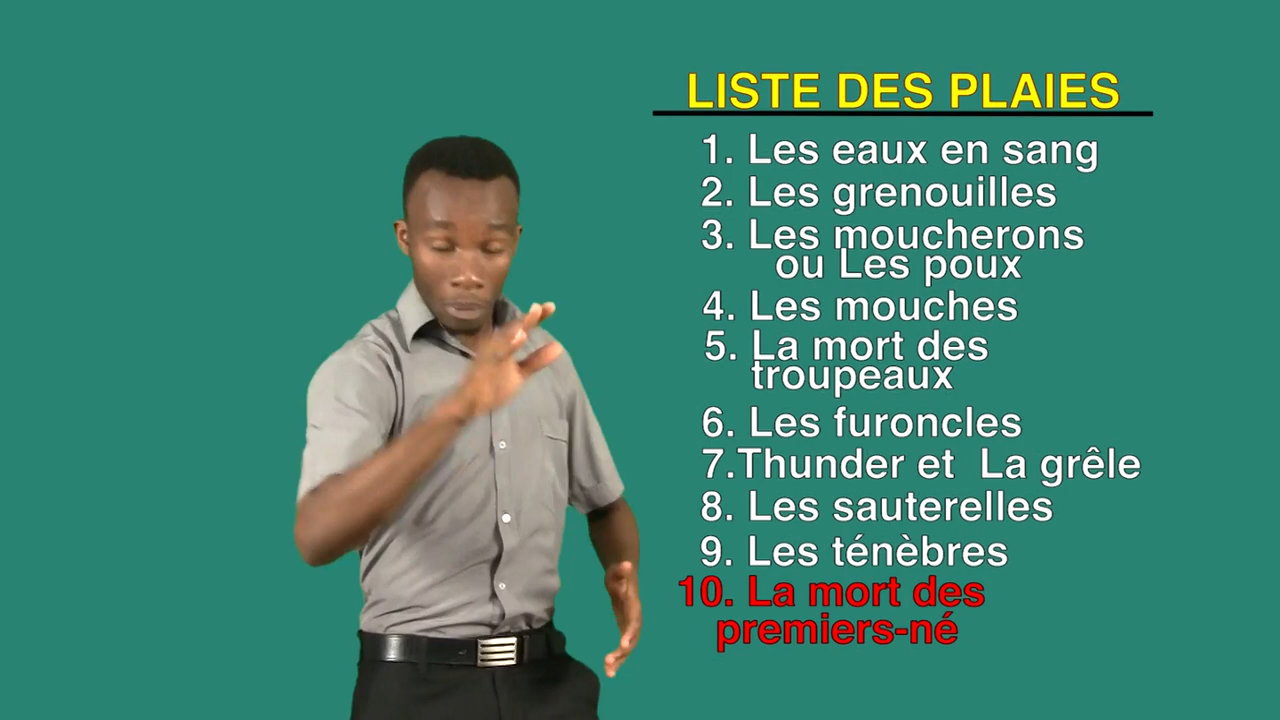 LISTE DES PLAIES
1. Les eaux en sang
2. Les grenouilles
3. Les moucherons
ou Les poux
4. Les mouches
5. La mort des
troupeaux
6. Les furoncles
7.Thunder et La grêle
8. Les sauterelles
9. Les ténèbres
10. La mort des
premiers-né